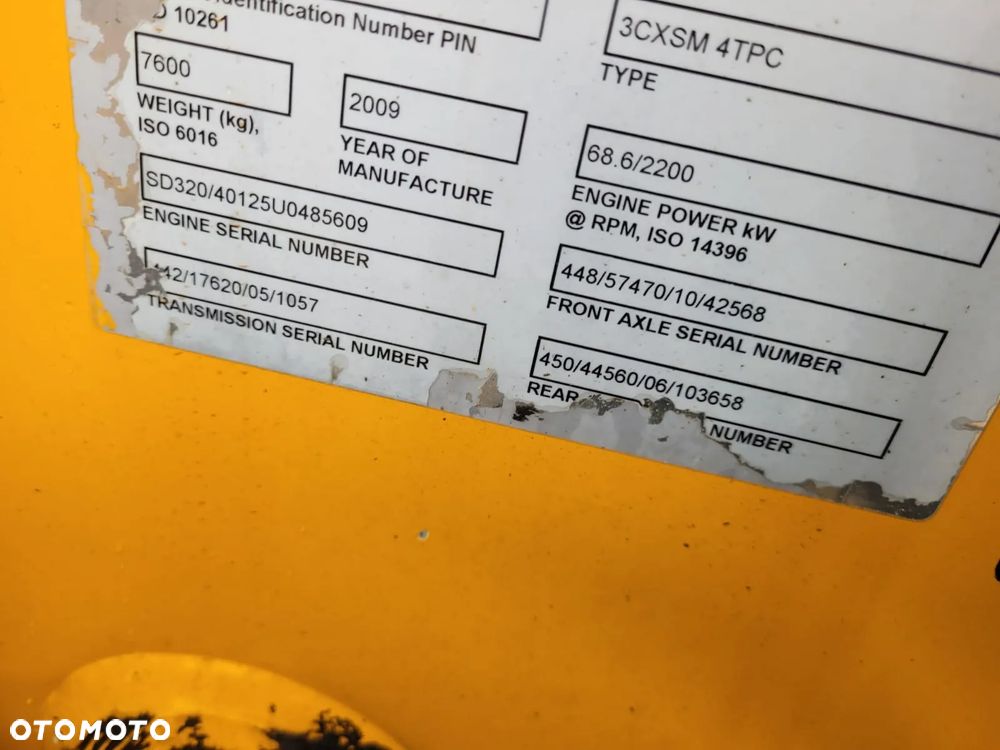 Identification Number PIN
10261
3CXSM 4TPC
TYPE
7600
WEIGHT (kg),
ISO 6016
2009
YEAR OF
MANUFACTURE
68.6/2200
ENGINE POWER kW
@ RPM, ISO 14396
SD320/40125U0485609
ENGINE SERIAL NUMBER
448/57470/10/42568
FRONT AXLE SERIAL NUMBER
42/17620/05/1057
TRANSMISSION SERIAL NUMBER
450/44560/06/103658
REAR NUMBER
OTOMOTO